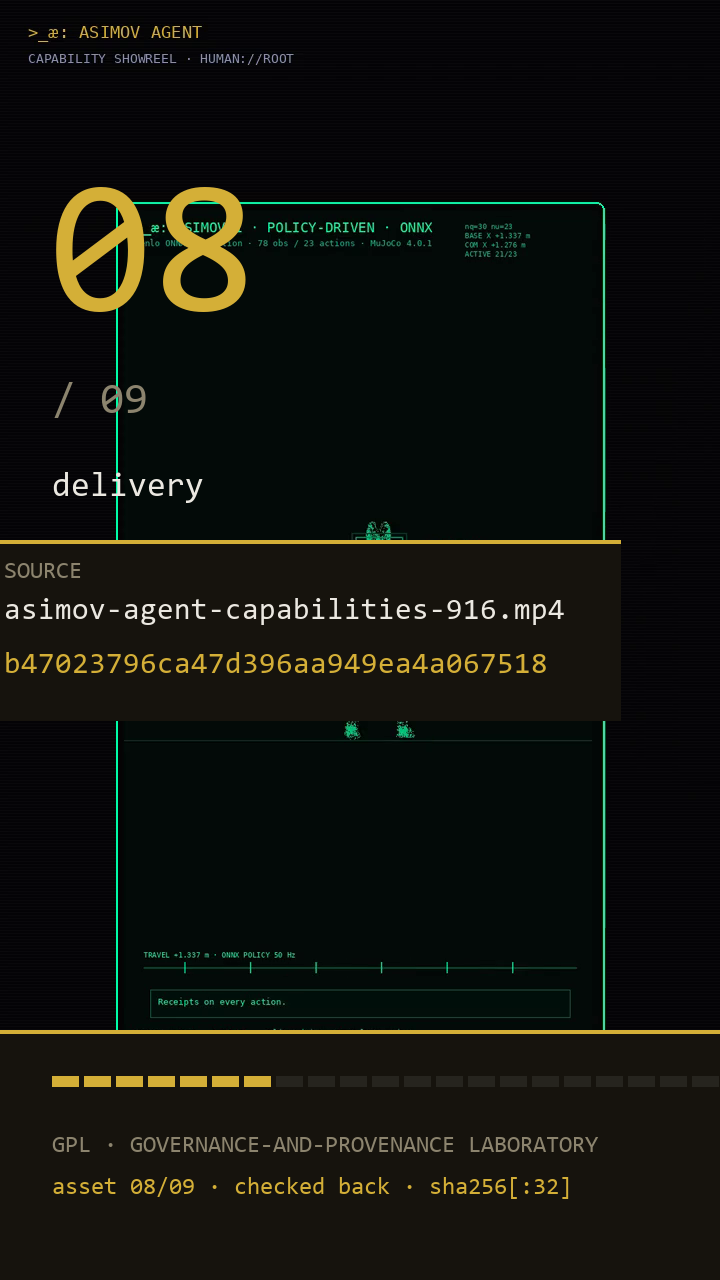 >_æ: ASIMOV AGENT
CAPABILITY SHOWREEL · HUMAN://ROOT
08
_æ: ASIMOV · POLICY-DRIVEN · ONNX
· 78 obs / 23 actions · MuJoCo 4.0.1
nq=30 nu=23
BASE X +1.337 m
COM X +1.276 m
ACTIVE 21/23
/ 09
delivery
SOURCE
asimov-agent-capabilities-916.mp4
b47023796ca47d396aa949ea4a067518
TRAVEL +1.337 m · ONNX POLICY 50 Hz
Receipts on every action.
GPL · GOVERNANCE-AND-PROVENANCE LABORATORY
asset 08/09 · checked back · sha256[:32]